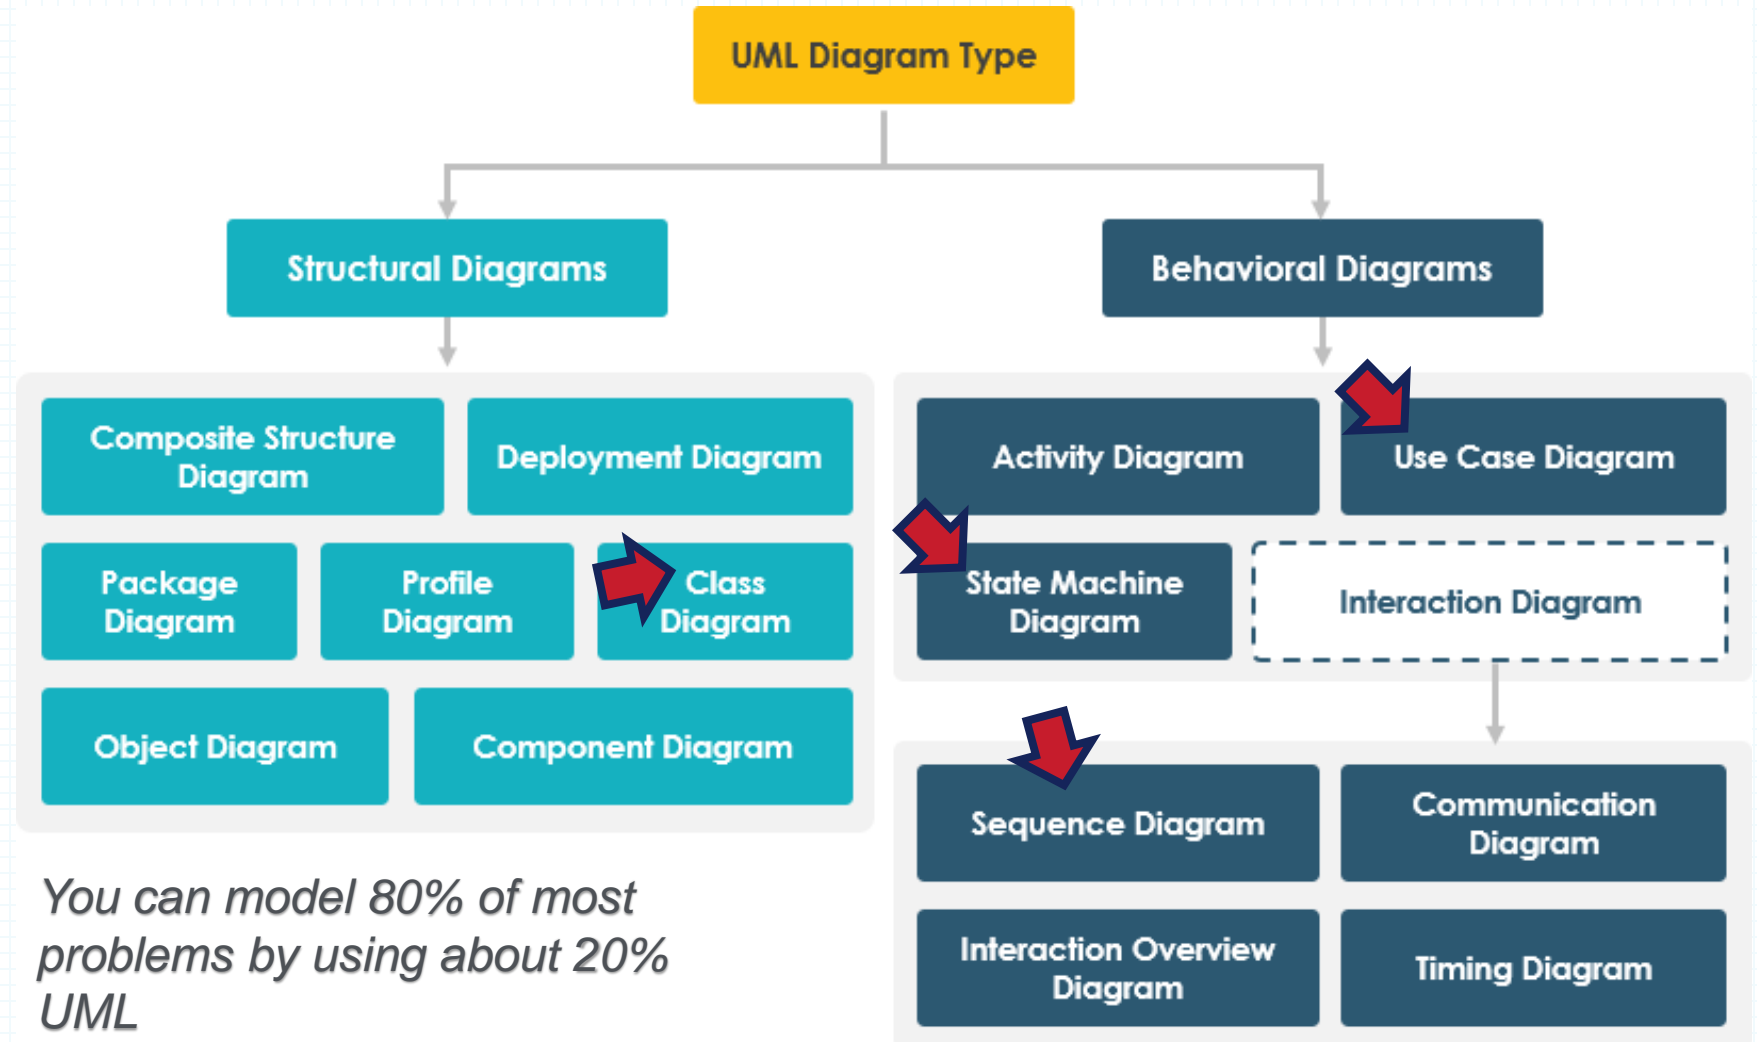 UML Diagram Type
Structural Diagrams
Behavioral Diagrams
Composite Structure
Diagram
Deployment Diagram
Package
Diagram
Profile
Diagram
Class
Diagram
Object Diagram
Component Diagram
Activity Diagram
Use Case Diagram
State Machine
Diagram
Interaction Diagram
Sequence Diagram
Communication
Diagram
Interaction Overview
Diagram
Timing Diagram
You can model 80% of most
problems by using about 20%
UML